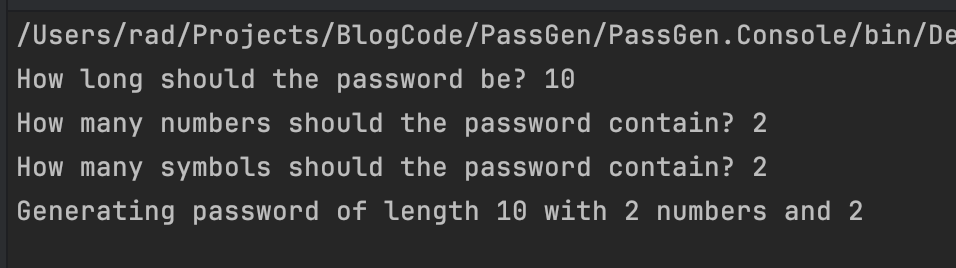 /Users/rad/Projects/BlogCode/PassGen/PassGen.Console/bin/De
How long should the password be? 10
How many numbers should the password contain? 2
How many symbols should the password contain? 2
Generating password of length 10 with 2 numbers and 2